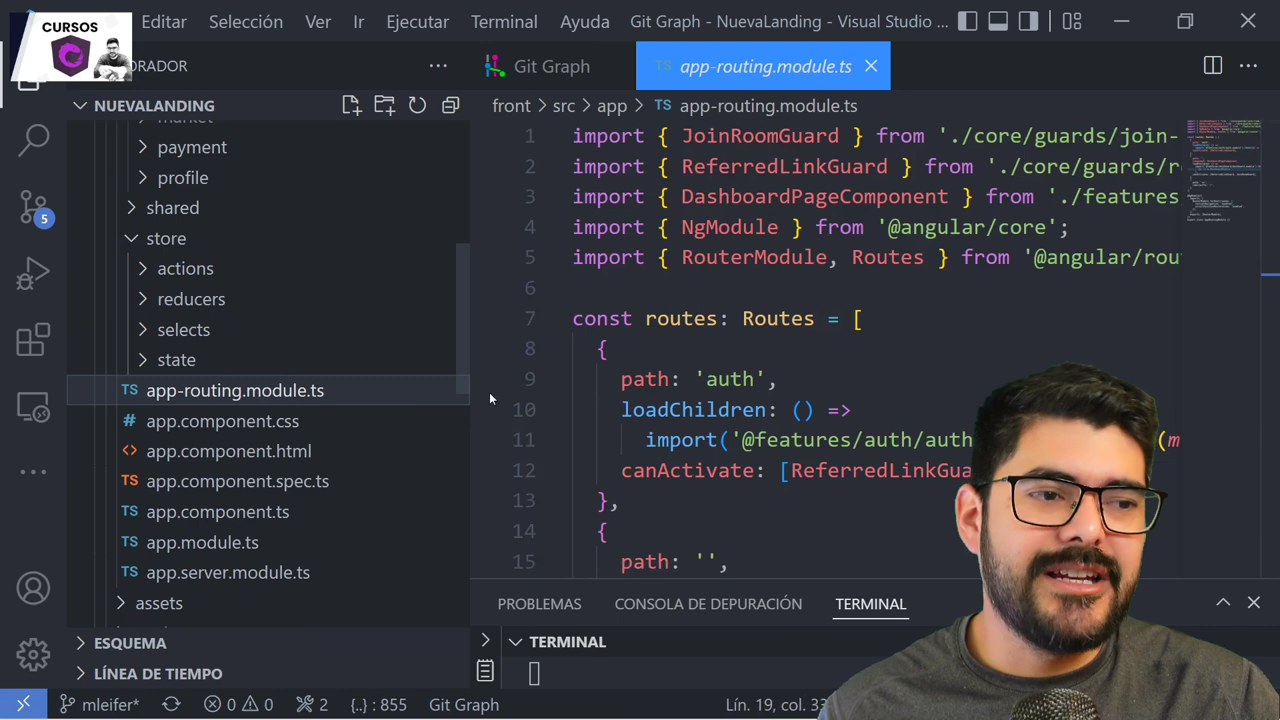 CURSOS
Editar Selección Ver Ir Ejecutar Terminal Ayuda Git Graph - NuevaLanding - Visual Studio ...
ORADOR
Git Graph
TS app-routing.module.ts
NUEVALANDING
front > src > app > TS app-routing.module.ts
market
payment
profile
shared
store
actions
reducers
selects
state
TS app-routing.module.ts
# app.component.css
<> app.component.html
TS app.component.spec.ts
TS app.component.ts
TS app.module.ts
TS app.server.module.ts
assets
ESQUEMA
LÍNEA DE TIEMPO
5
1 import { JoinRoomGuard } from './core/guards/join-
2 import { ReferredLinkGuard } from './core/guards/r
3 import { DashboardPageComponent } from './features
4 import { NgModule } from '@angular/core';
5 import { RouterModule, Routes } from '@angular/rou
6
7 const routes: Routes = [
8 {
9 path: 'auth',
10 loadChildren: () =>
11 import('@features/auth/auth (m
12 canActivate: [ReferredLinkGua
13 },
14 {
15 path: '',
PROBLEMAS CONSOLA DE DEPURACIÓN TERMINAL
TERMINAL
mleifer* 0 0 2 {..} : 855 Git Graph Lín. 19, col. 33